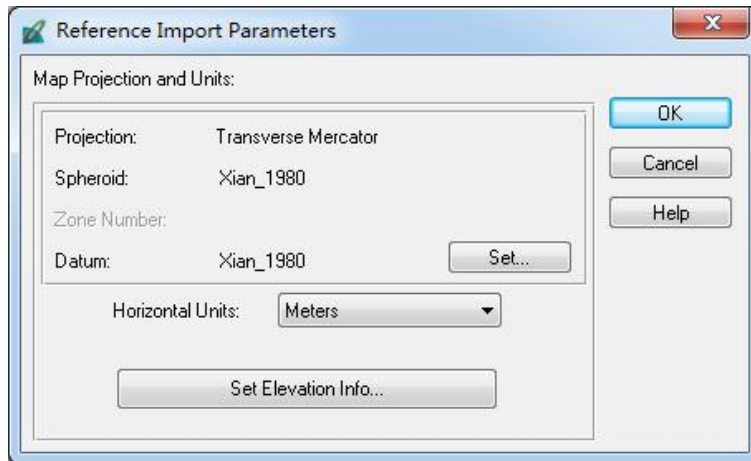 Reference Import Parameters
Map Projection and Units:
Projection: Transverse Mercator
Spheroid: Xian_1980
Zone Number:
Datum: Xian_1980 Set...
Horizontal Units: Meters
Set Elevation Info...
OK
Cancel
Help